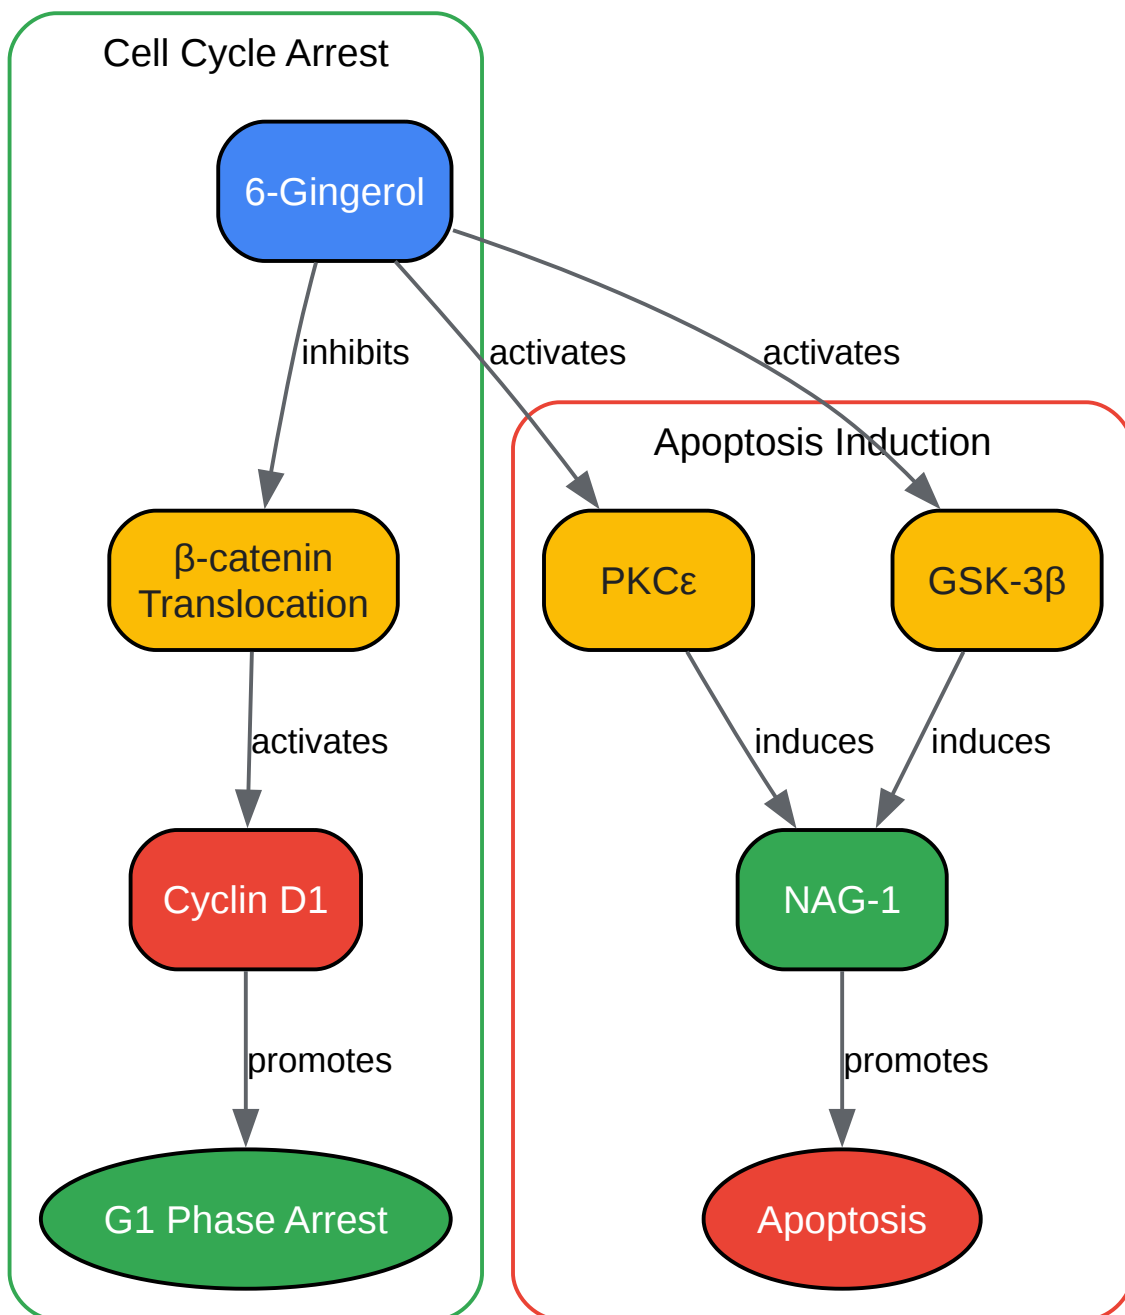 Cell Cycle Arrest
6-Gingerol
inhibits
activates
activates
Apoptosis Induction
β-catenin
Translocation
PKCε
GSK-3β
activates
induces
induces
Cyclin D1
NAG-1
promotes
promotes
G1 Phase Arrest
Apoptosis